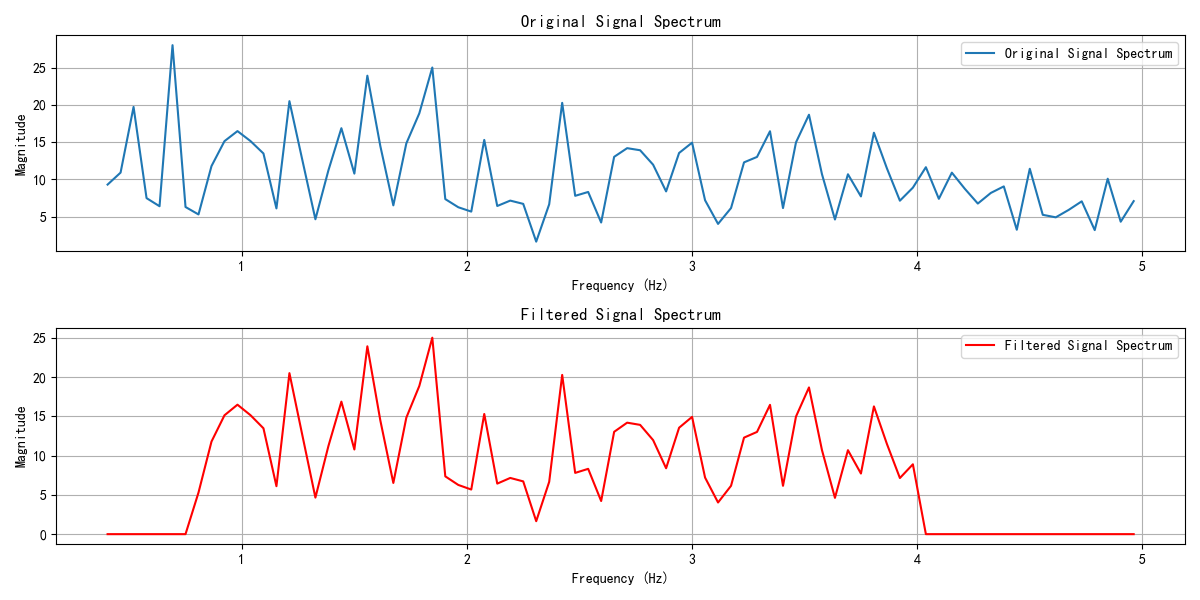 Original Signal Spectrum
Original Signal Spectrum
Magnitude
25
20
15
10
5
1 2 3 4 5
Frequency (Hz)
Filtered Signal Spectrum
Filtered Signal Spectrum
Magnitude
25
20
15
10
5
0
1 2 3 4 5
Frequency (Hz)